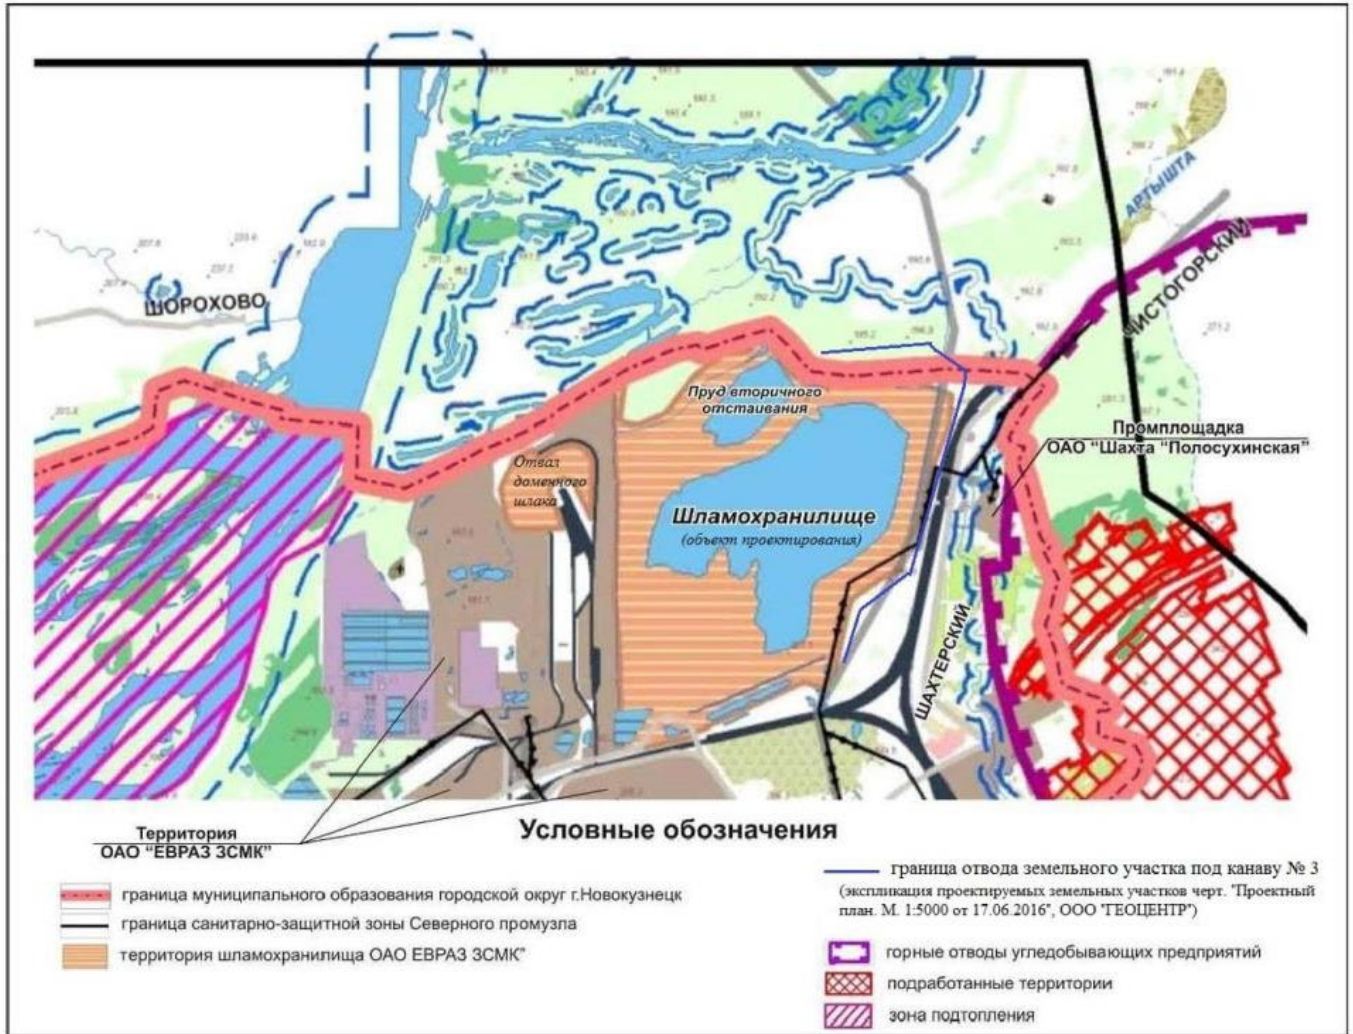 АРТЫШТА
ЧИСТОГОРСКИЙ
ШОРОХОВО
Пруд вторичного
отстаивания
Промплощадка
ОАО "Шахта "Полосухинская"
Отвал
доменного
шлака
Шламохранилище
(объект проектирования)
ШАХТЕРСКИЙ
Территория
ОАО "ЕВРАЗ ЗСМК"
Условные обозначения
граница муниципального образования городской округ г.Новокузнецк
граница санитарно-защитной зоны Северного промузла
территория шламохранилища ОАО ЕВРАЗ ЗСМК"
граница отвода земельного участка под канаву № 3
(экспликация проектируемых земельных участков черт. "Проектный
план. М. 1:5000 от 17.06.2016", ООО "ГЕОЦЕНТР")
горные отводы угледобывающих предприятий
подработанные территории
зона подтопления